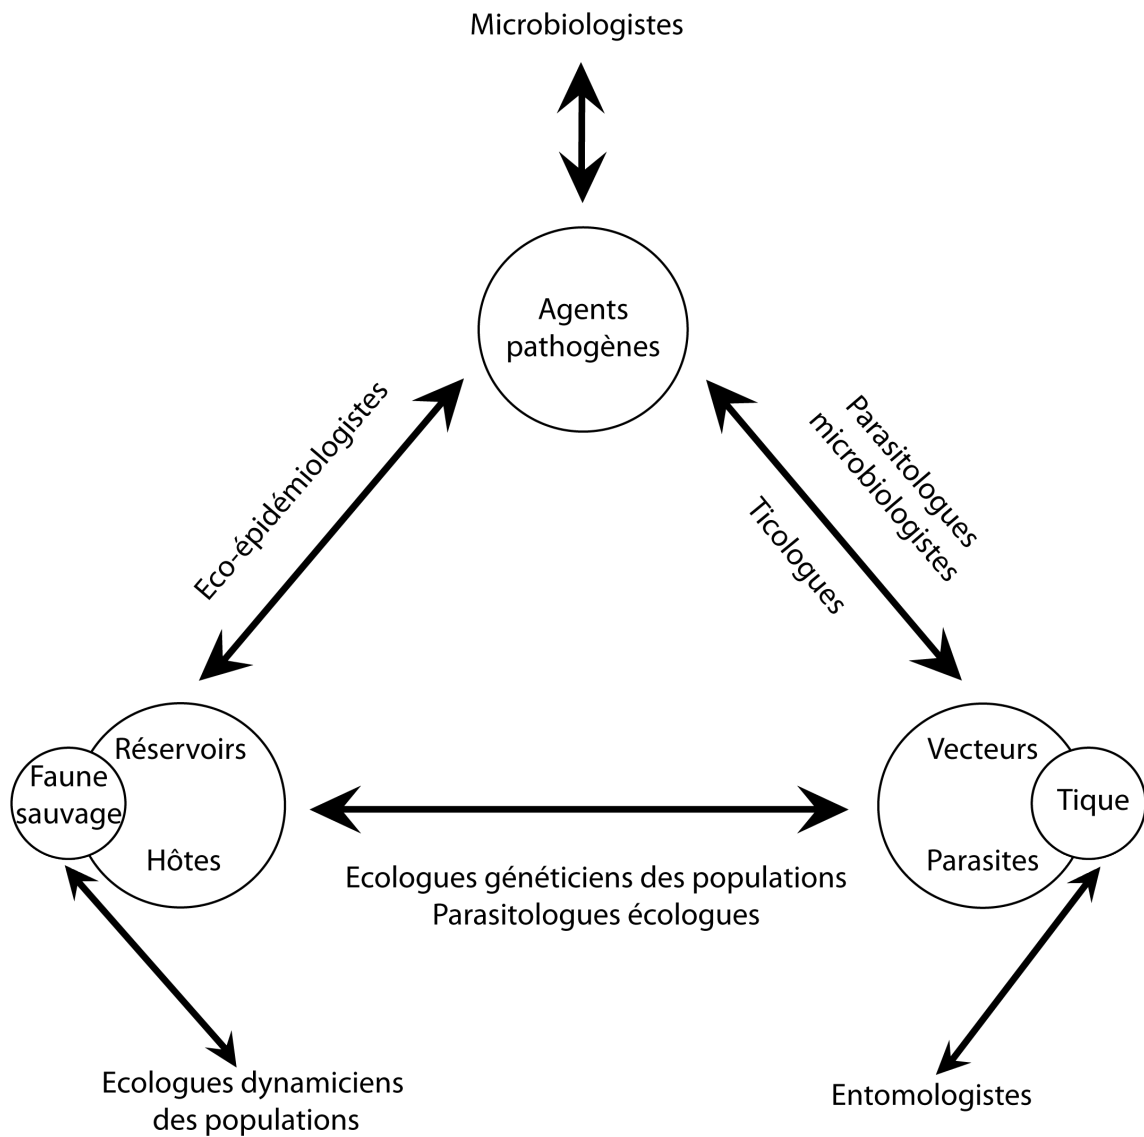 Microbiologistes
Agents
pathogènes
Eco-épidémiologistes
Parasitologues
microbiologistes
Ticologues
Réservoirs
Faune
sauvage
Hôtes
Vecteurs
Tique
Parasites
Ecologues généticiens des populations
Parasitologues écologues
Ecologues dynamiciens
des populations
Entomologistes